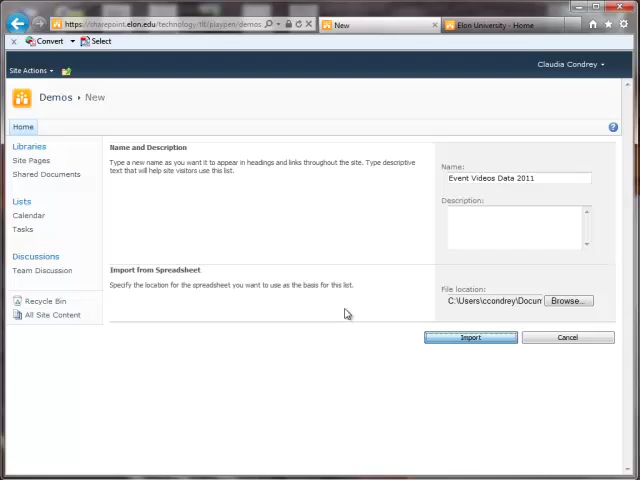 https://sharepoint.elon.edu/technology/tlt/playpen/demos
New
Elon University - Home
Convert
Select
Site Actions
Claudia Condrey
Demos
New
Home
Libraries
Site Pages
Shared Documents
Lists
Calendar
Tasks
Discussions
Team Discussion
Recycle Bin
All Site Content
Name and Description
Type a new name as you want it to appear in headings and links throughout the site. Type descriptive
text that will help site visitors use this list.
Name:
Event Videos Data 2011
Description:
Import from Spreadsheet
Specify the location for the spreadsheet you want to use as the basis for this list.
File location:
C:\Users\ccondrey\Docum
Browse...
Import
Cancel